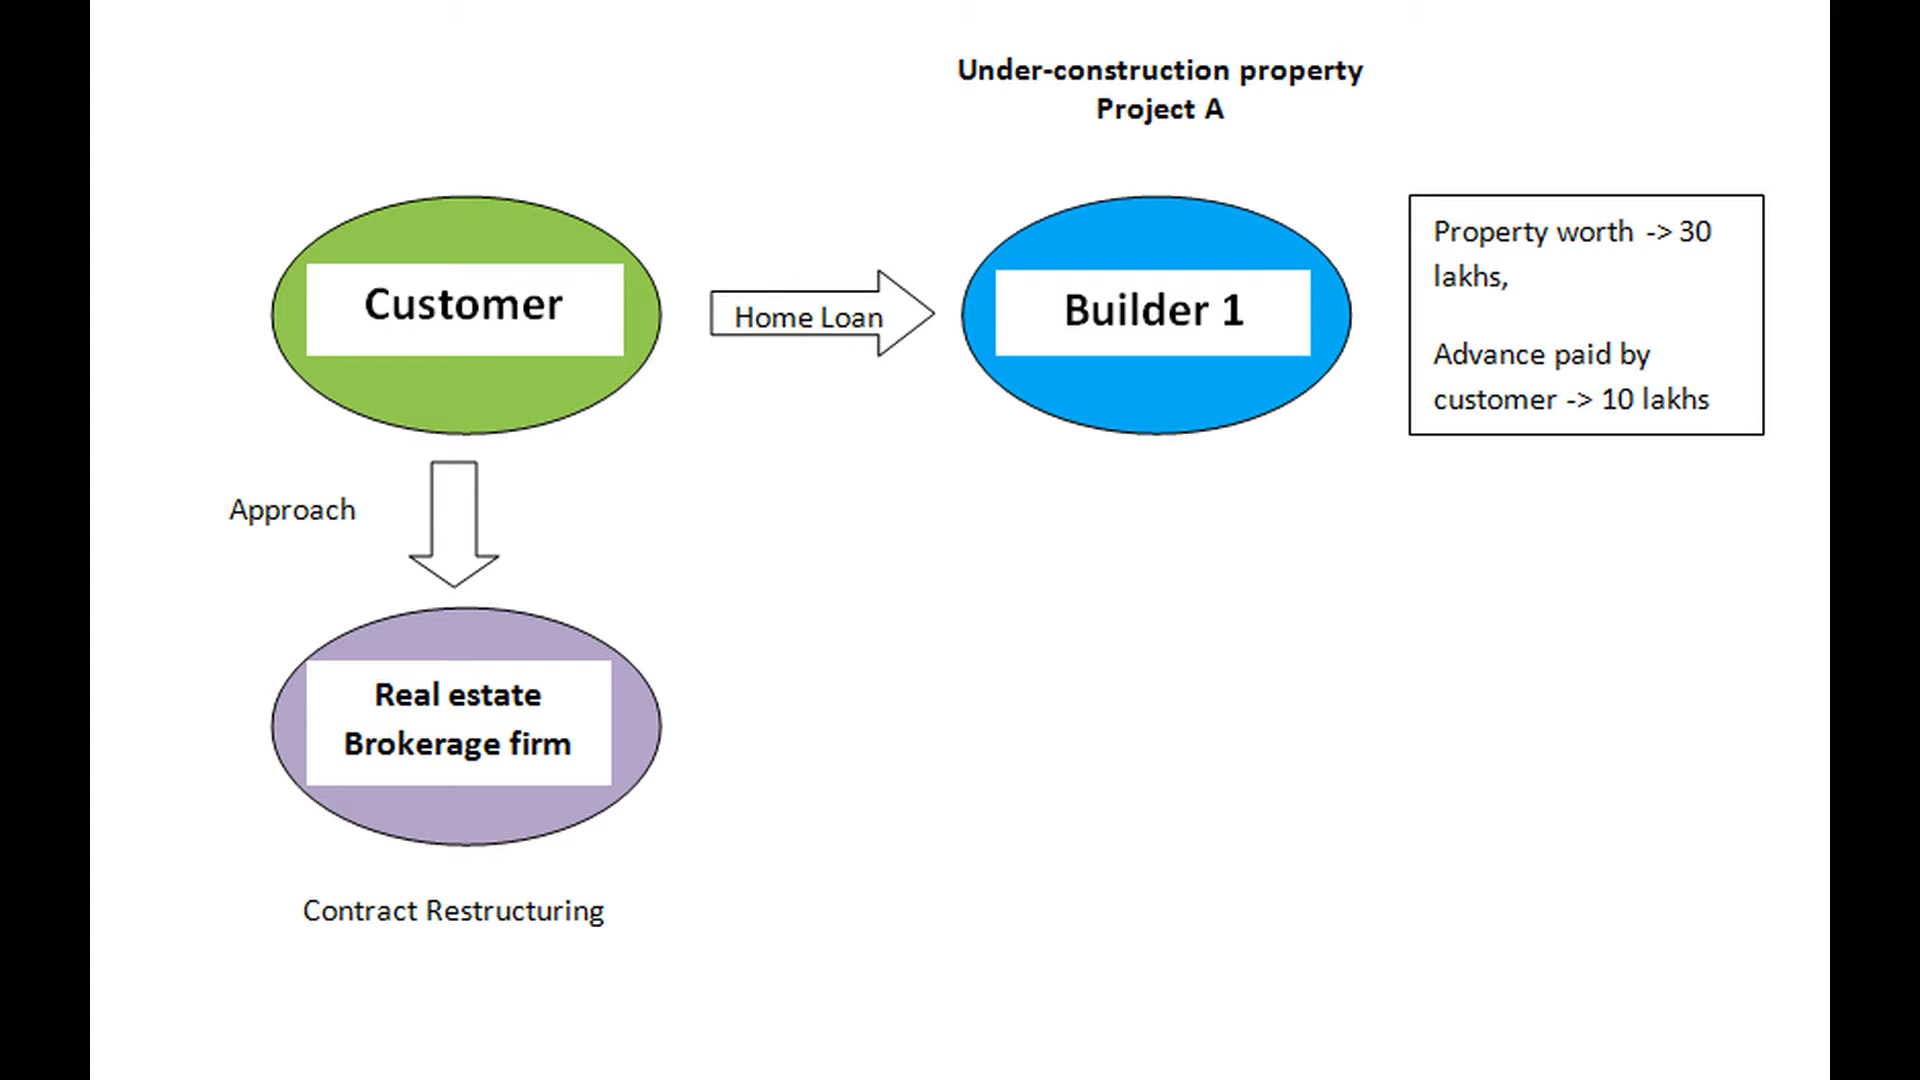 Under-construction property
Project A
Customer
Home Loan
Builder 1
Property worth -> 30
lakhs,
Advance paid by
customer -> 10 lakhs
Approach
Real estate
Brokerage firm
Contract Restructuring